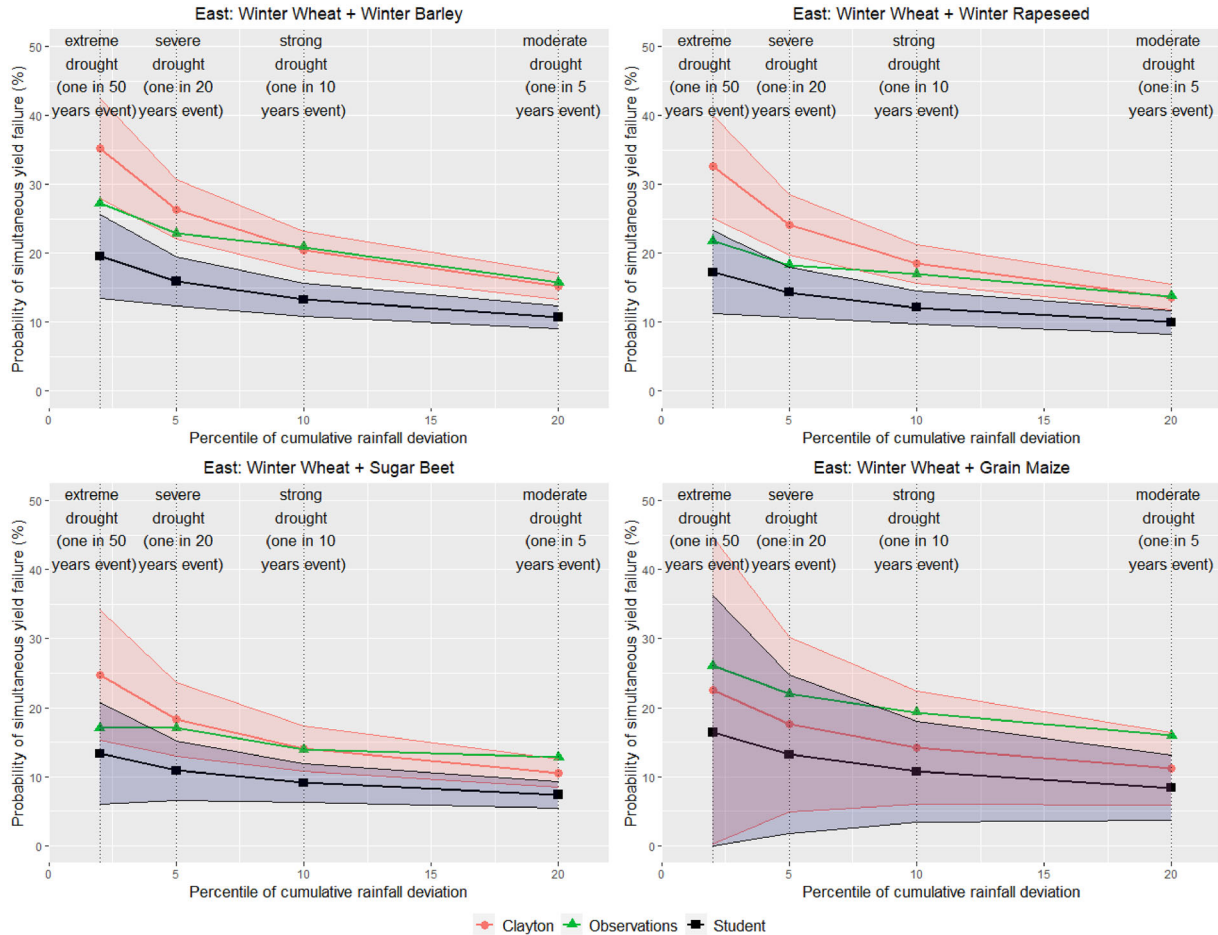 East: Winter Wheat + Winter Barley
Probability of simultaneous yield failure (%)
50
40
30
20
10
0
extreme
drought
(one in 50
years event)
severe
drought
(one in 20
years event)
strong
drought
(one in 10
years event)
moderate
drought
(one in 5
years event)
0
5
10
15
20
Percentile of cumulative rainfall deviation
East: Winter Wheat + Winter Rapeseed
Probability of simultaneous yield failure (%)
50
40
30
20
10
0
extreme
drought
(one in 50
years event)
severe
drought
(one in 20
years event)
strong
drought
(one in 10
years event)
moderate
drought
(one in 5
years event)
0
5
10
15
20
Percentile of cumulative rainfall deviation
East: Winter Wheat + Sugar Beet
Probability of simultaneous yield failure (%)
50
40
30
20
10
0
extreme
drought
(one in 50
years event)
severe
drought
(one in 20
years event)
strong
drought
(one in 10
years event)
moderate
drought
(one in 5
years event)
0
5
10
15
20
Percentile of cumulative rainfall deviation
East: Winter Wheat + Grain Maize
Probability of simultaneous yield failure (%)
50
40
30
20
10
0
extreme
drought
(one in 50
years event)
severe
drought
(one in 20
years event)
strong
drought
(one in 10
years event)
moderate
drought
(one in 5
years event)
0
5
10
15
20
Percentile of cumulative rainfall deviation
Clayton Observations Student